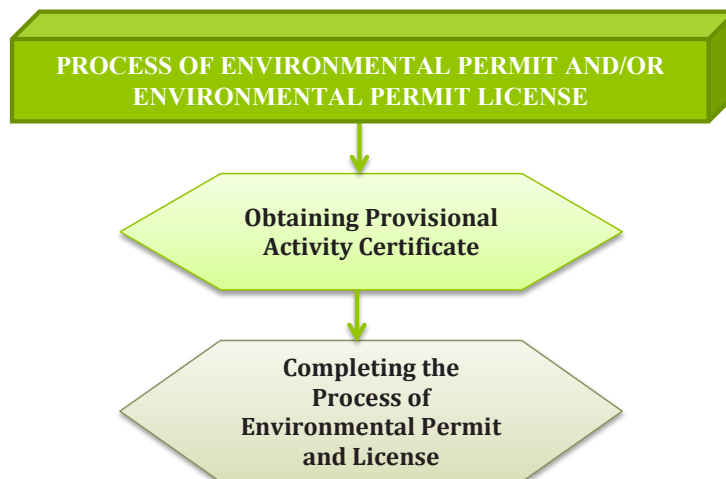 PROCESS OF ENVIRONMENTAL PERMIT AND/OR
ENVIRONMENTAL PERMIT LICENSE
Obtaining Provisional
Activity Certificate
Completing the
Process of
Environmental Permit
and License